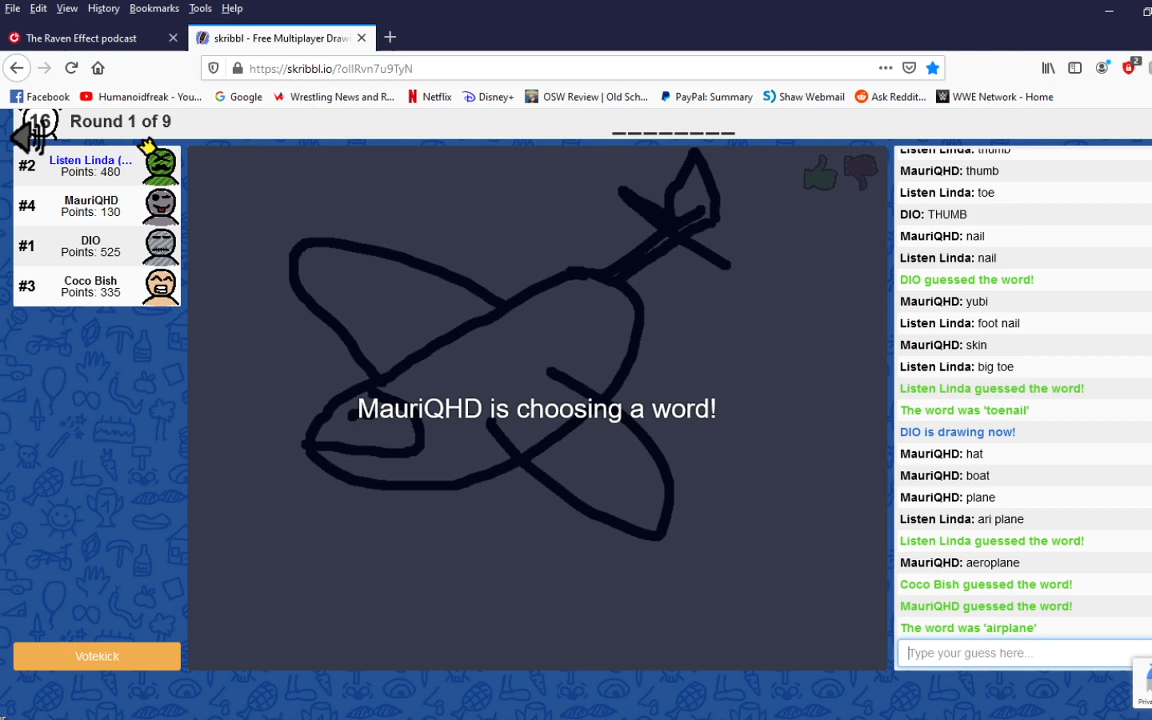 File Edit View History Bookmarks Tools Help
The Raven Effect podcast
skribbl - Free Multiplayer Draw
https://skribbl.io/?olIRvn7u9TyN
Facebook YouTube - Humanoidfreak - You... Google Wrestling News and R... Netflix Disney+ OSW Review | Old Sch... PayPal: Summary Shaw Webmail Ask Reddit... WWE Network - Home
16 Round 1 of 9 ________
#2 Listen Linda (...
Points: 480
#4 MauriQHD
Points: 130
#1 DIO
Points: 525
#3 Coco Bish
Points: 335
Votekick
MauriQHD is choosing a word!
Listen Linda: thumb
MauriQHD: thumb
Listen Linda: toe
DIO: THUMB
MauriQHD: nail
Listen Linda: nail
DIO guessed the word!
MauriQHD: yubi
Listen Linda: foot nail
MauriQHD: skin
Listen Linda: big toe
Listen Linda guessed the word!
The word was 'toenail'
DIO is drawing now!
MauriQHD: hat
MauriQHD: boat
MauriQHD: plane
Listen Linda: ari plane
Listen Linda guessed the word!
MauriQHD: aeroplane
Coco Bish guessed the word!
MauriQHD guessed the word!
The word was 'airplane'
Type your guess here...